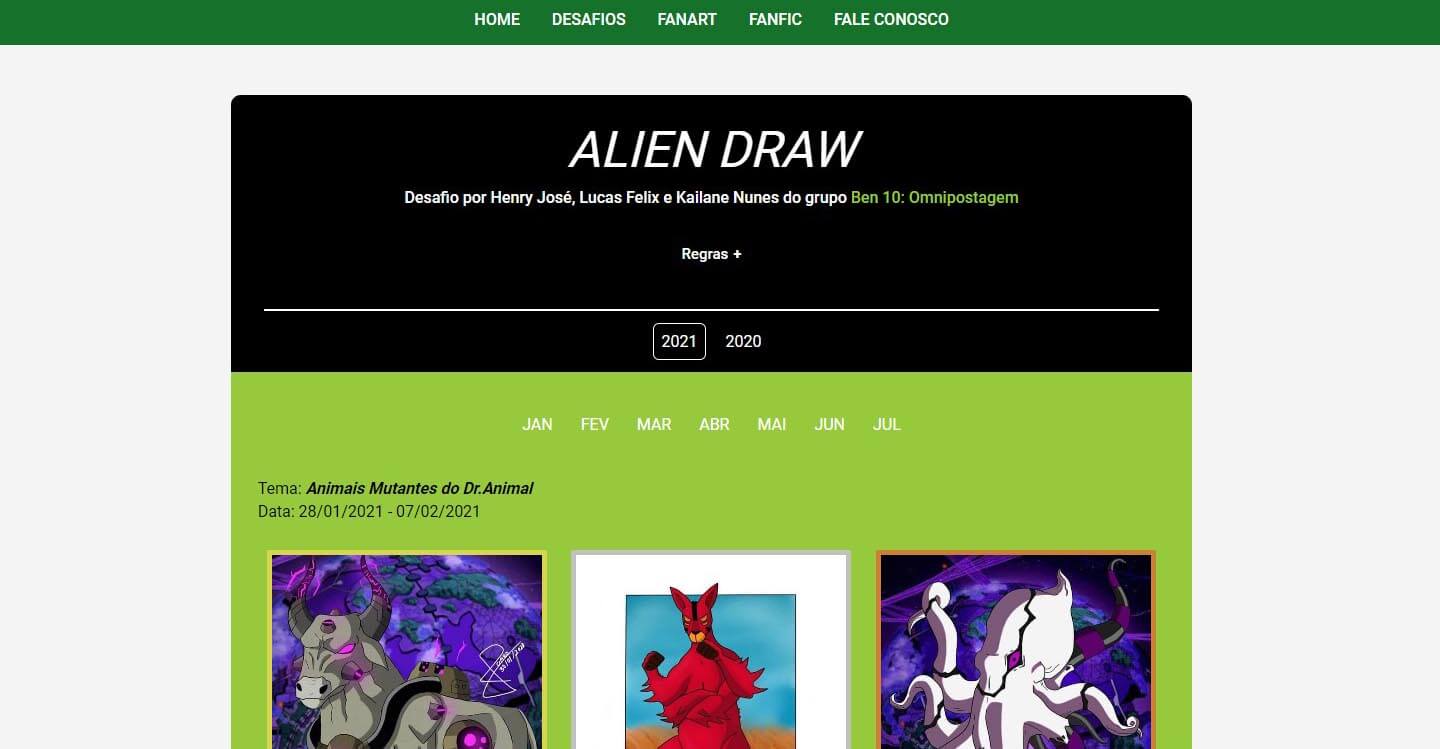 HOME DESAFIOS FANART FANFIC FALE CONOSCO
ALIEN DRAW
Desafio por Henry José, Lucas Felix e Kailane Nunes do grupo Ben 10: Omnipostagem
Regras +
2021 2020
JAN FEV MAR ABR MAI JUN JUL
Tema: Animais Mutantes do Dr.Animal
Data: 28/01/2021 - 07/02/2021